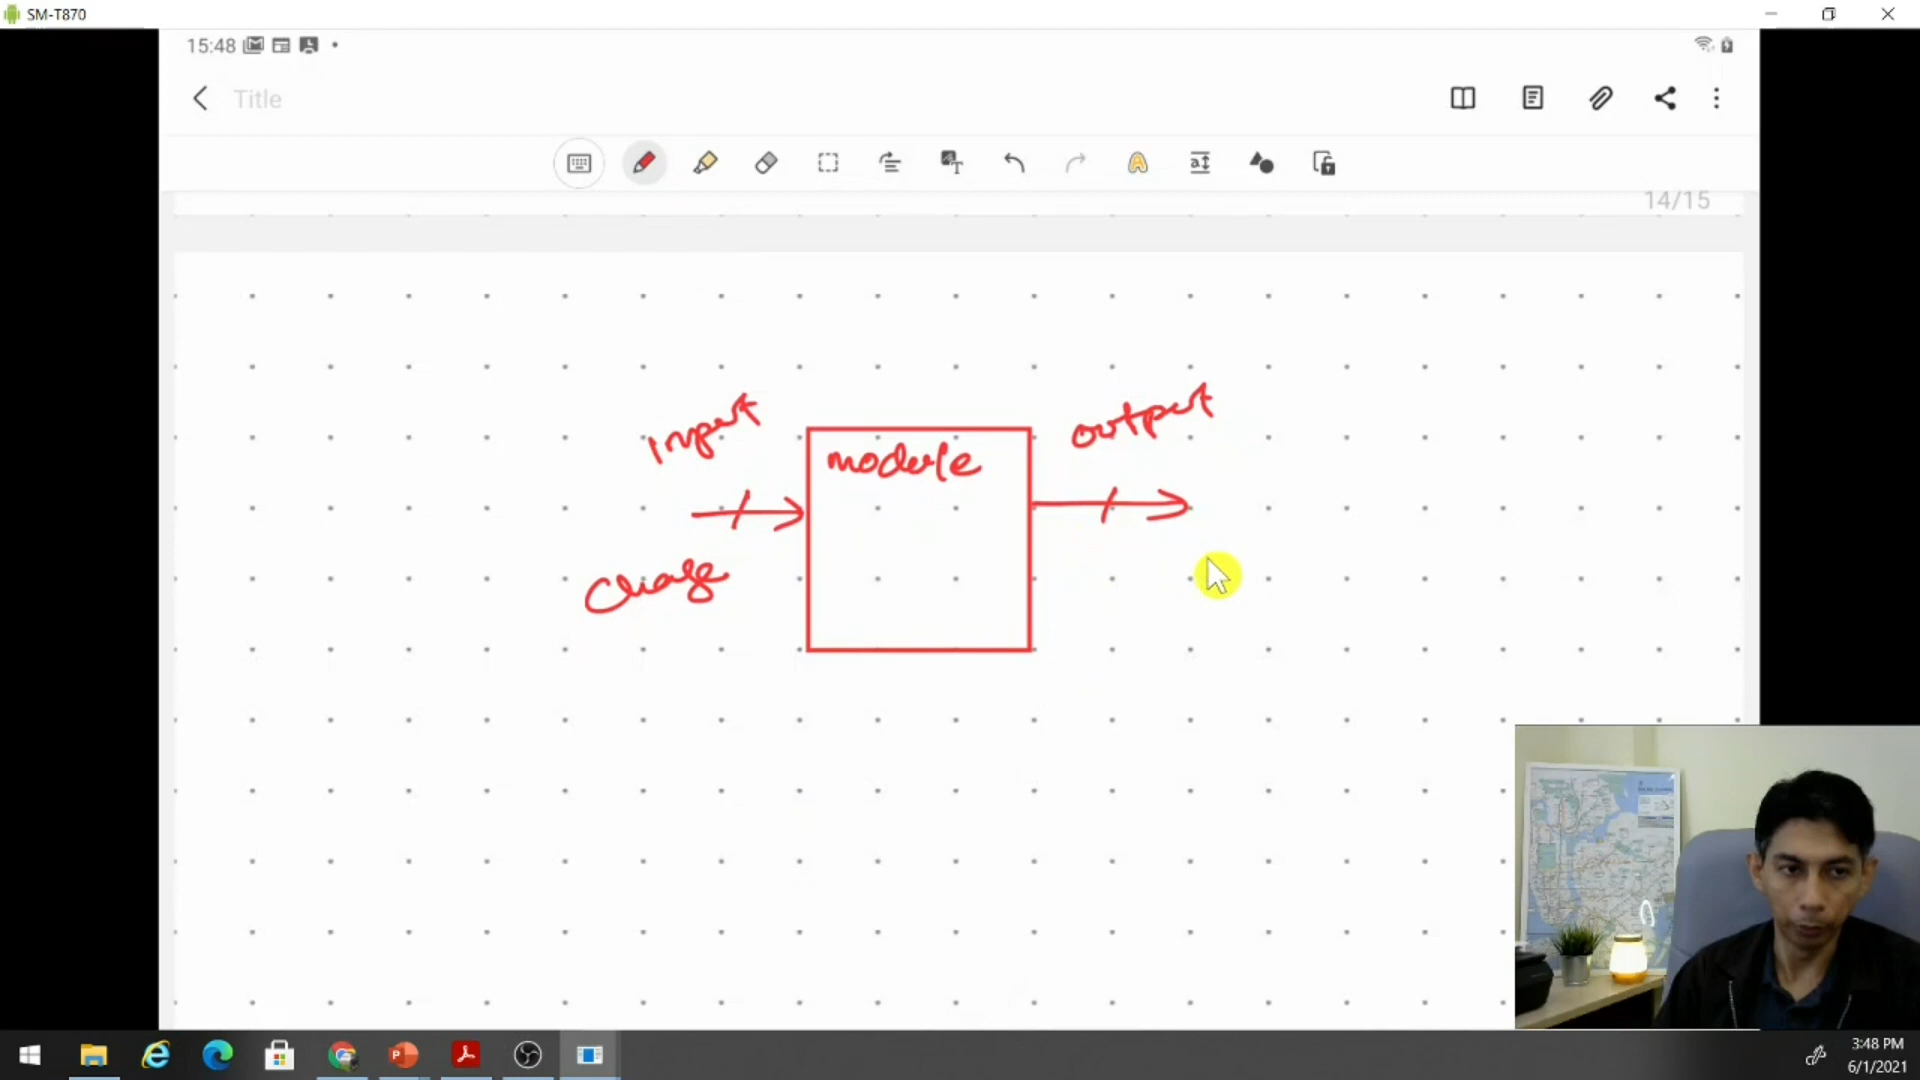 SM-T870
15:48
Title
14/15
input
output
module
change
3:48 PM
6/1/2021